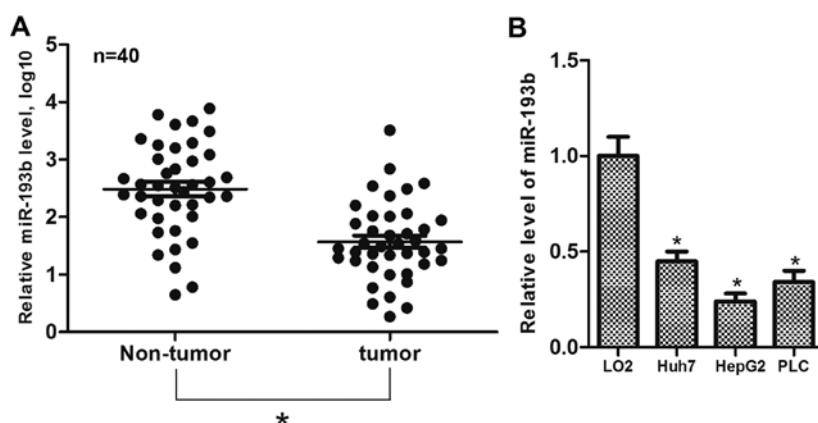 A
n=40
Relative miR-193b level, log10
5
4
3
2
1
0
Non-tumor tumor
*
B
Relative level of miR-193b
1.5
1.0
0.5
0.0
* * *
LO2 Huh7 HepG2 PLC